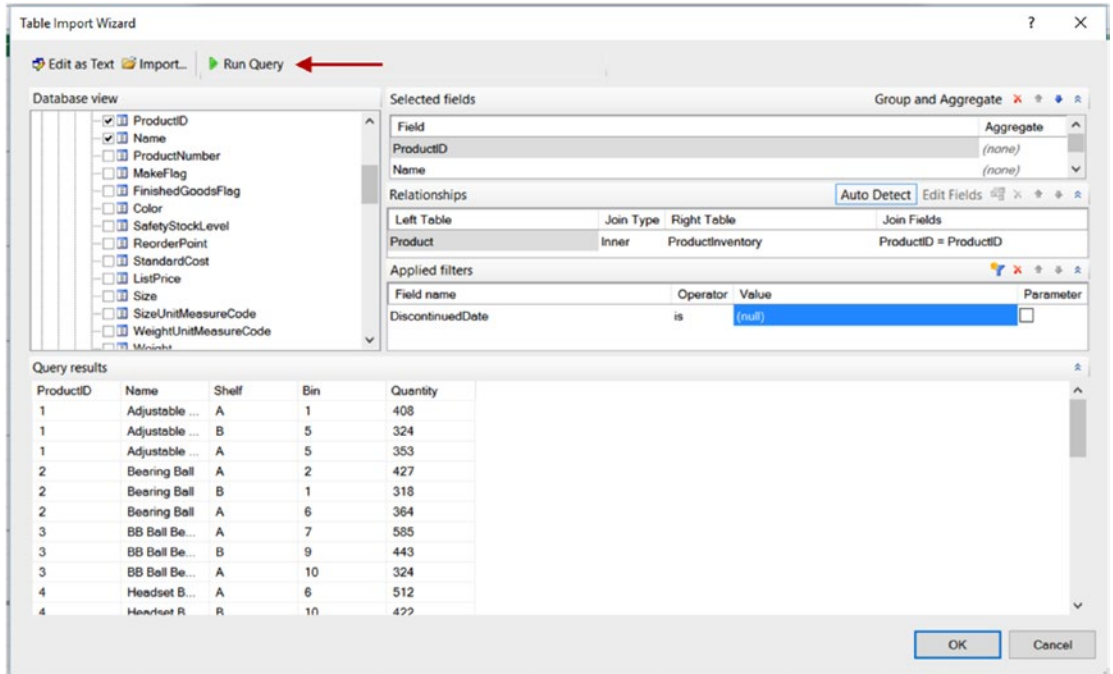 Table Import Wizard
? X
Edit as Text Import... Run Query
Database view
ProductID
Name
ProductNumber
MakeFlag
FinishedGoodsFlag
Color
SafetyStockLevel
ReorderPoint
StandardCost
ListPrice
Size
SizeUnitMeasureCode
WeightUnitMeasureCode
Weight
Selected fields Group and Aggregate
Field Aggregate
ProductID (none)
Name (none)
Relationships Auto Detect Edit Fields
Left Table Join Type Right Table Join Fields
Product Inner ProductInventory ProductID = ProductID
Applied filters
Field name Operator Value Parameter
DiscontinuedDate is (null)
Query results
ProductID Name Shelf Bin Quantity
1 Adjustable ... A 1 408
1 Adjustable ... B 5 324
1 Adjustable ... A 5 353
2 Bearing Ball A 2 427
2 Bearing Ball B 1 318
2 Bearing Ball A 6 364
3 BB Ball Be... A 7 585
3 BB Ball Be... B 9 443
3 BB Ball Be... A 10 324
4 Headset B... A 6 512
4 Headset B... B 10 422
OK Cancel